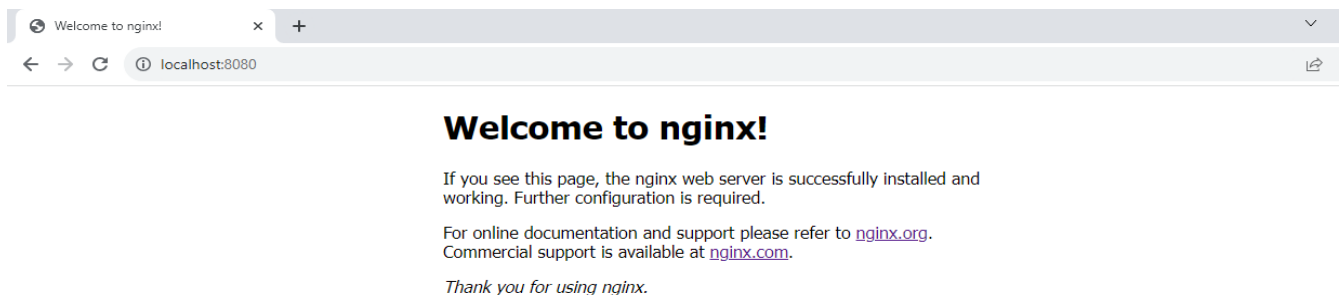 Welcome to nginx!
localhost:8080
Welcome to nginx!
If you see this page, the nginx web server is successfully installed and
working. Further configuration is required.
For online documentation and support please refer to nginx.org.
Commercial support is available at nginx.com.
Thank you for using nginx.